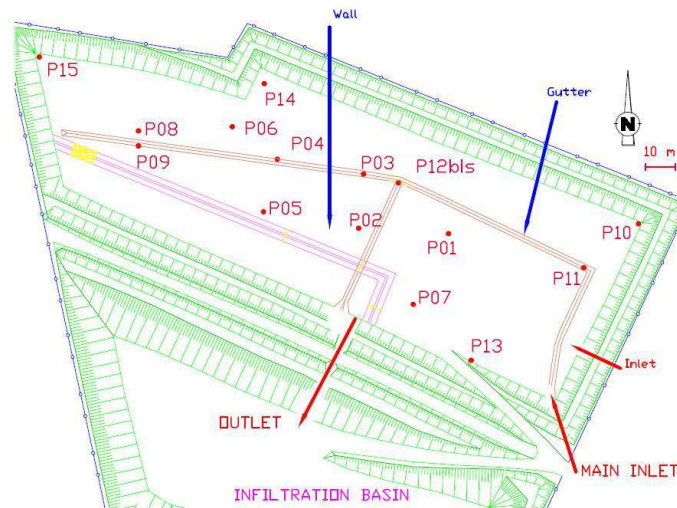 Wall
P15
P14
Gutter
N
10 m
P08
P06
P09
P04
P03
P12bis
P05
P02
P01
P10
P11
P07
P13
Inlet
OUTLET
MAIN INLET
INFILTRATION BASIN